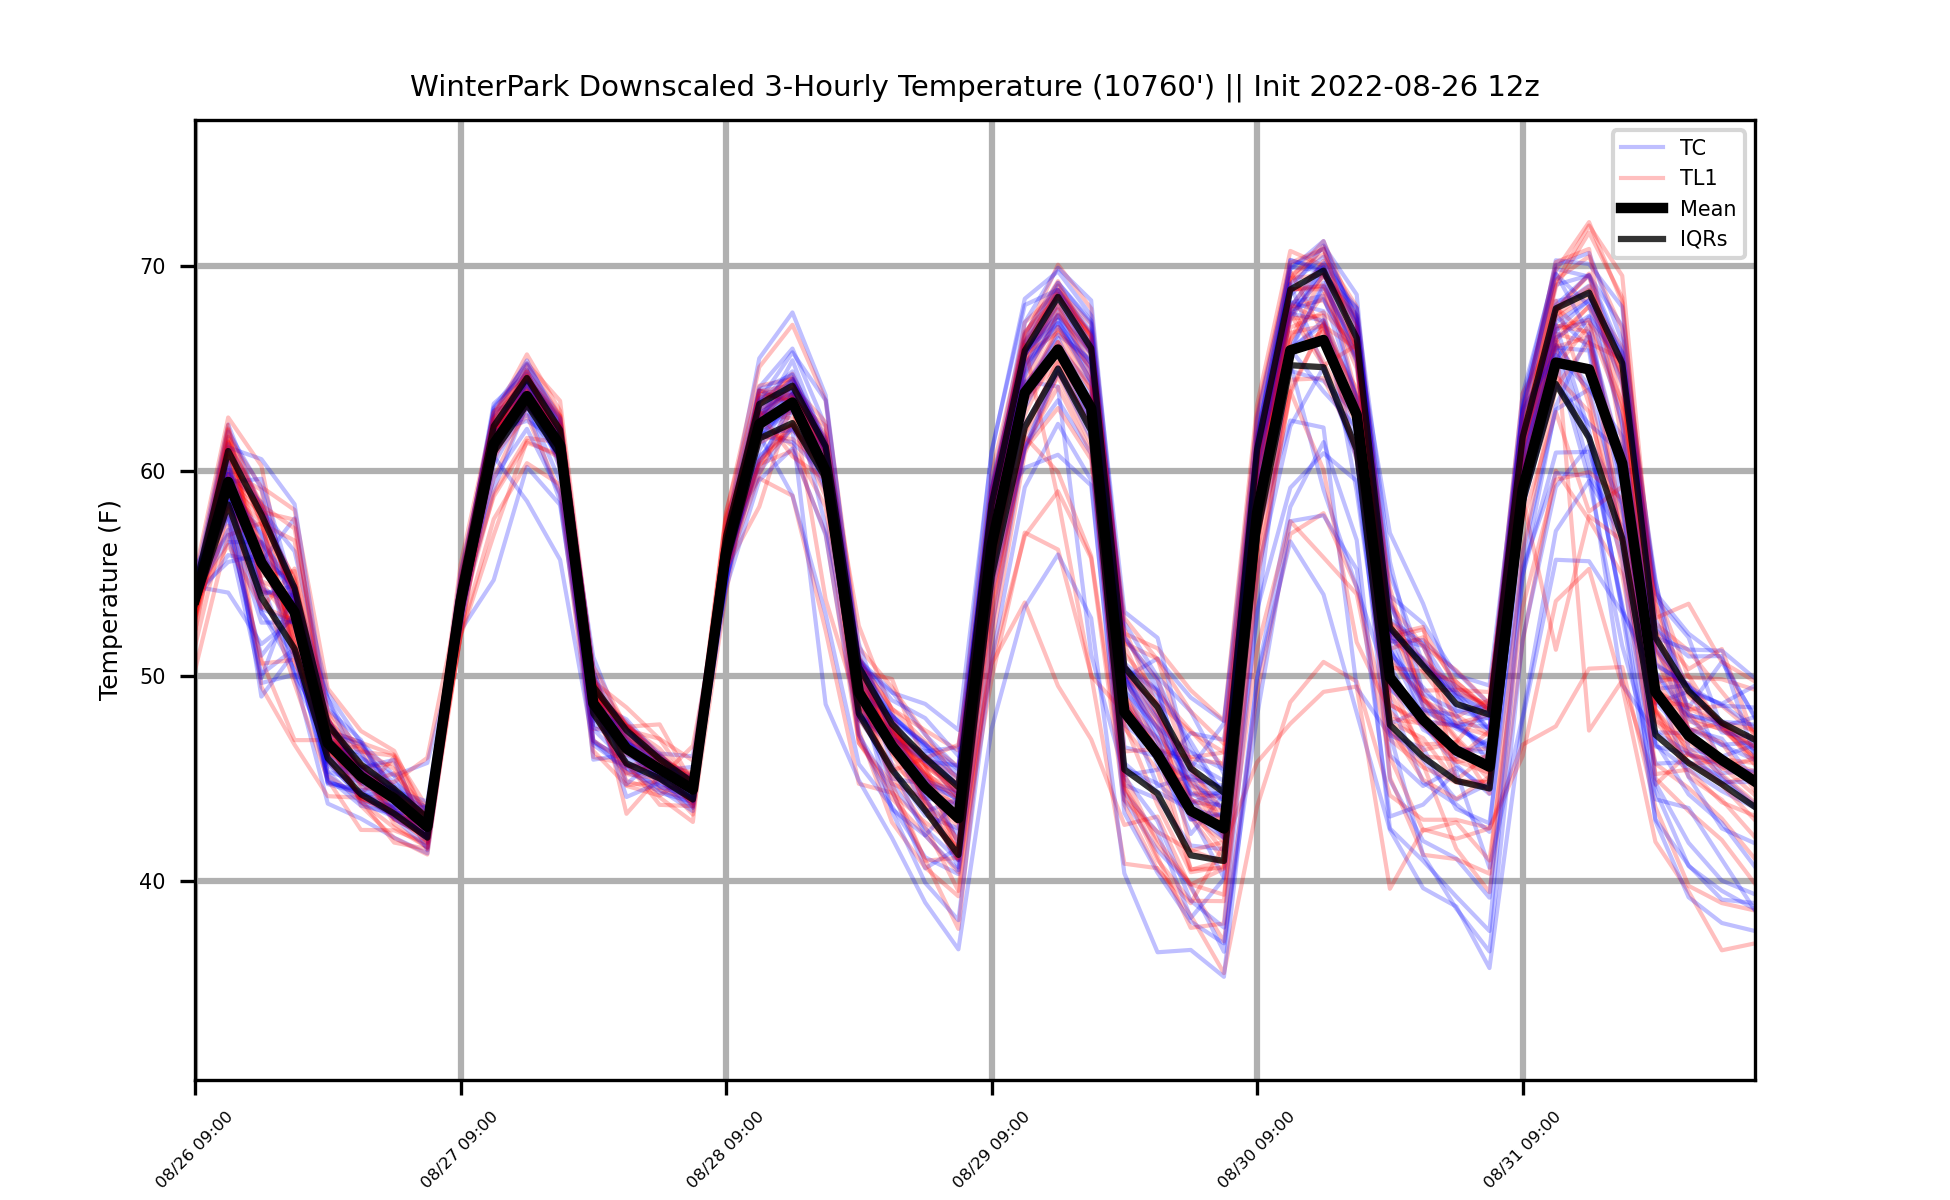 WinterPark Downscaled 3-Hourly Temperature (10760') || Init 2022-08-26 12z
TC
TL1
Mean
IQRs
Temperature (F)
70
60
50
40
08/26 09:00
08/27 09:00
08/28 09:00
08/29 09:00
08/30 09:00
08/31 09:00